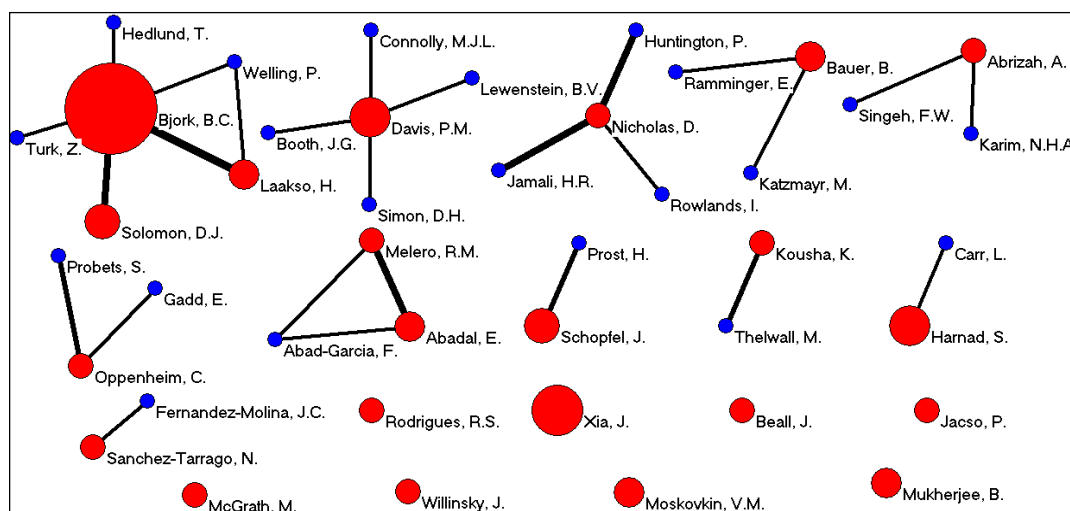 Hedlund, T.
Connolly, M.J.L.
Huntington, P.
Bauer, B.
Abrizah, A.
Welling, P.
Lewenstein, B.V.
Ramminger, E.
Singeh, F.W.
Bjork, B.C.
Davis, P.M.
Nicholas, D.
Turk, Z.
Booth, J.G.
Karim, N.H.A
Laakso, H.
Jamali, H.R.
Katzmayr, M.
Rowlands, I.
Simon, D.H.
Solomon, D.J.
Melero, R.M.
Prost, H.
Kousha, K.
Carr, L.
Probets, S.
Gadd, E.
Abadal, E.
Schopfel, J.
Thelwall, M.
Harnad, S.
Abad-Garcia, F.
Oppenheim, C.
Fernandez-Molina, J.C.
Rodrigues, R.S.
Xia, J.
Beall, J.
Jacso, P.
Sanchez-Tarrago, N.
McGrath, M.
Willinsky, J.
Moskovkin, V.M.
Mukherjee, B.